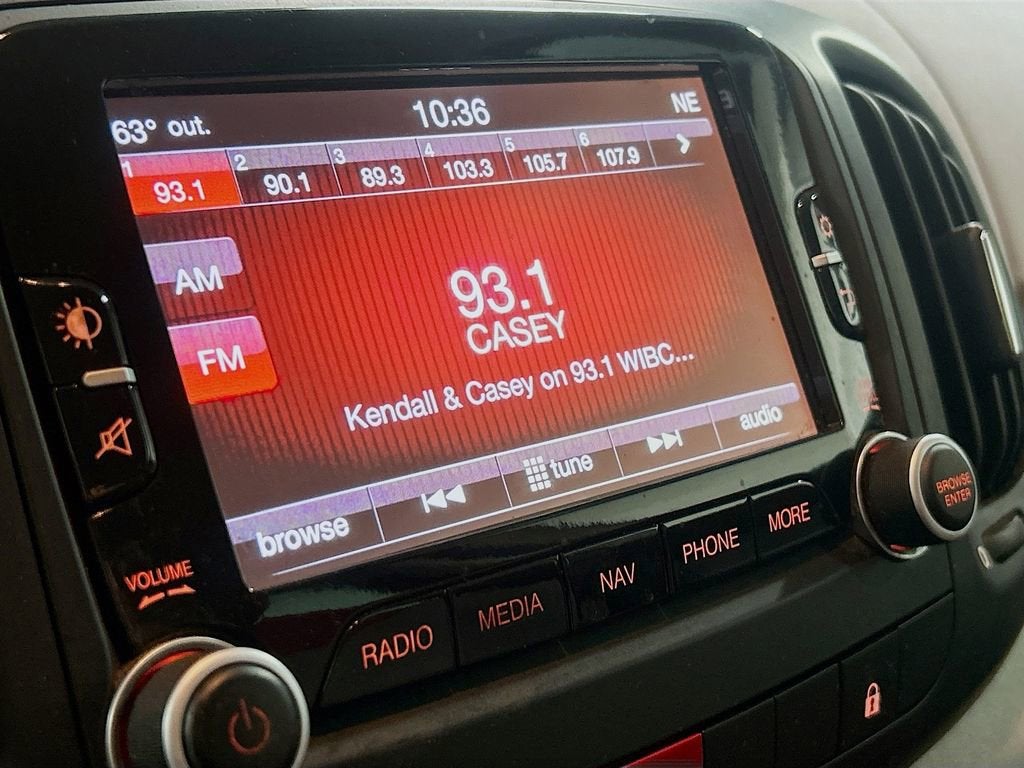 63° out. 10:36 NE
1 2 3 4 5 6
93.1 90.1 89.3 103.3 105.7 107.9 >
AM
93.1
CASEY
FM
Kendall & Casey on 93.1 WIBC...
browse tune audio
VOLUME
RADIO MEDIA NAV PHONE MORE
BROWSE
ENTER